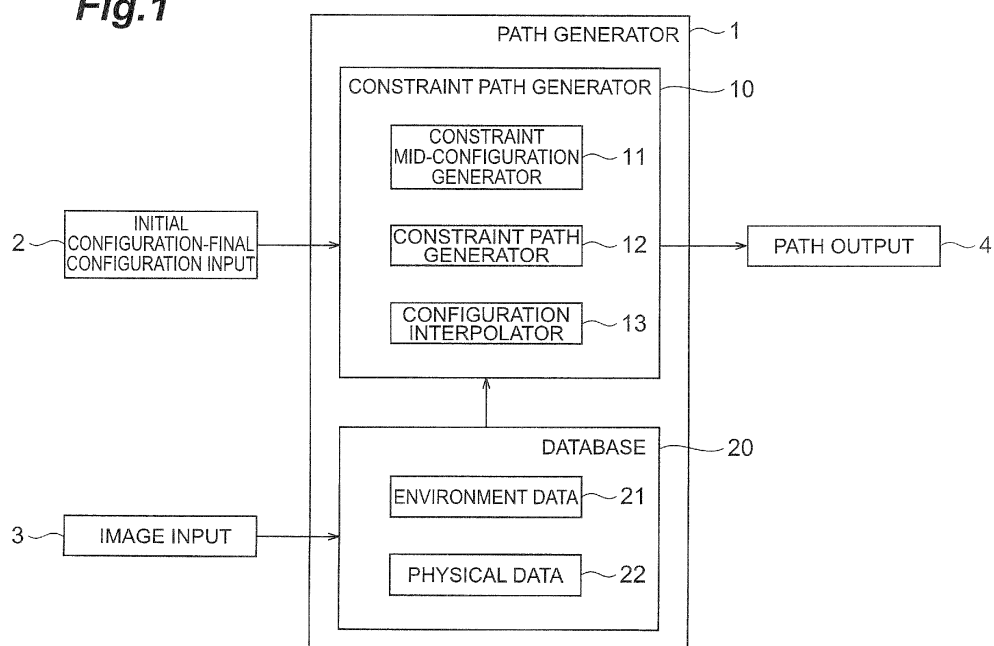 Fig.1
PATH GENERATOR
1
CONSTRAINT PATH GENERATOR
10
CONSTRAINT
MID-CONFIGURATION
GENERATOR
11
2
INITIAL
CONFIGURATION-FINAL
CONFIGURATION INPUT
CONSTRAINT PATH
GENERATOR
12
PATH OUTPUT
4
CONFIGURATION
INTERPOLATOR
13
DATABASE
20
ENVIRONMENT DATA
21
3
IMAGE INPUT
PHYSICAL DATA
22